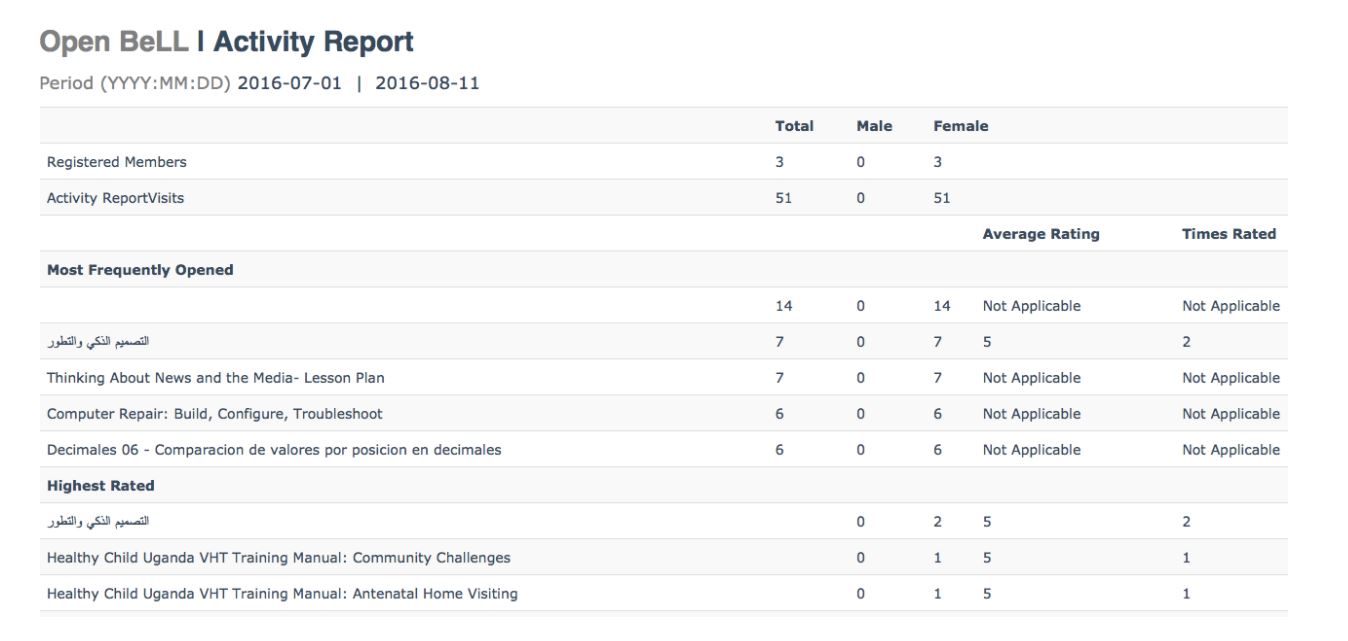 Open BeLL | Activity Report
Period (YYYY:MM:DD) 2016-07-01 | 2016-08-11
Total Male Female
Registered Members 3 0 3
Activity ReportVisits 51 0 51
Average Rating Times Rated
Most Frequently Opened
14 0 14 Not Applicable Not Applicable
التصميم الذكي والتطور 7 0 7 5 2
Thinking About News and the Media- Lesson Plan 7 0 7 Not Applicable Not Applicable
Computer Repair: Build, Configure, Troubleshoot 6 0 6 Not Applicable Not Applicable
Decimales 06 - Comparacion de valores por posicion en decimales 6 0 6 Not Applicable Not Applicable
Highest Rated
التصميم الذكي والتطور 0 2 5 2
Healthy Child Uganda VHT Training Manual: Community Challenges 0 1 5 1
Healthy Child Uganda VHT Training Manual: Antenatal Home Visiting 0 1 5 1